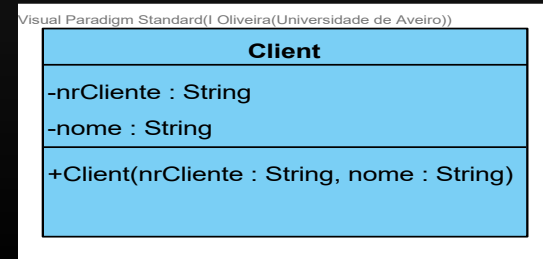 Visual Paradigm Standard(I Oliveira(Universidade de Aveiro))
Client
-nrCliente : String
-nome : String
+Client(nrCliente : String, nome : String)